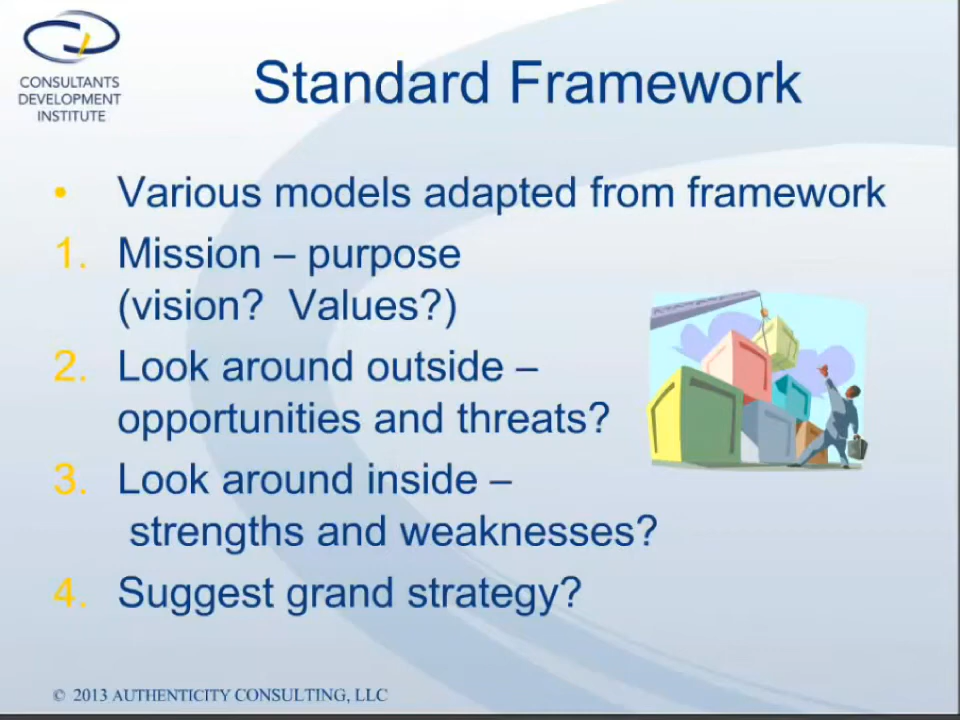 CONSULTANTS
DEVELOPMENT
INSTITUTE
Standard Framework
• Various models adapted from framework
1. Mission – purpose
(vision?  Values?)
2. Look around outside –
opportunities and threats?
3. Look around inside –
strengths and weaknesses?
4. Suggest grand strategy?
© 2013 AUTHENTICITY CONSULTING, LLC